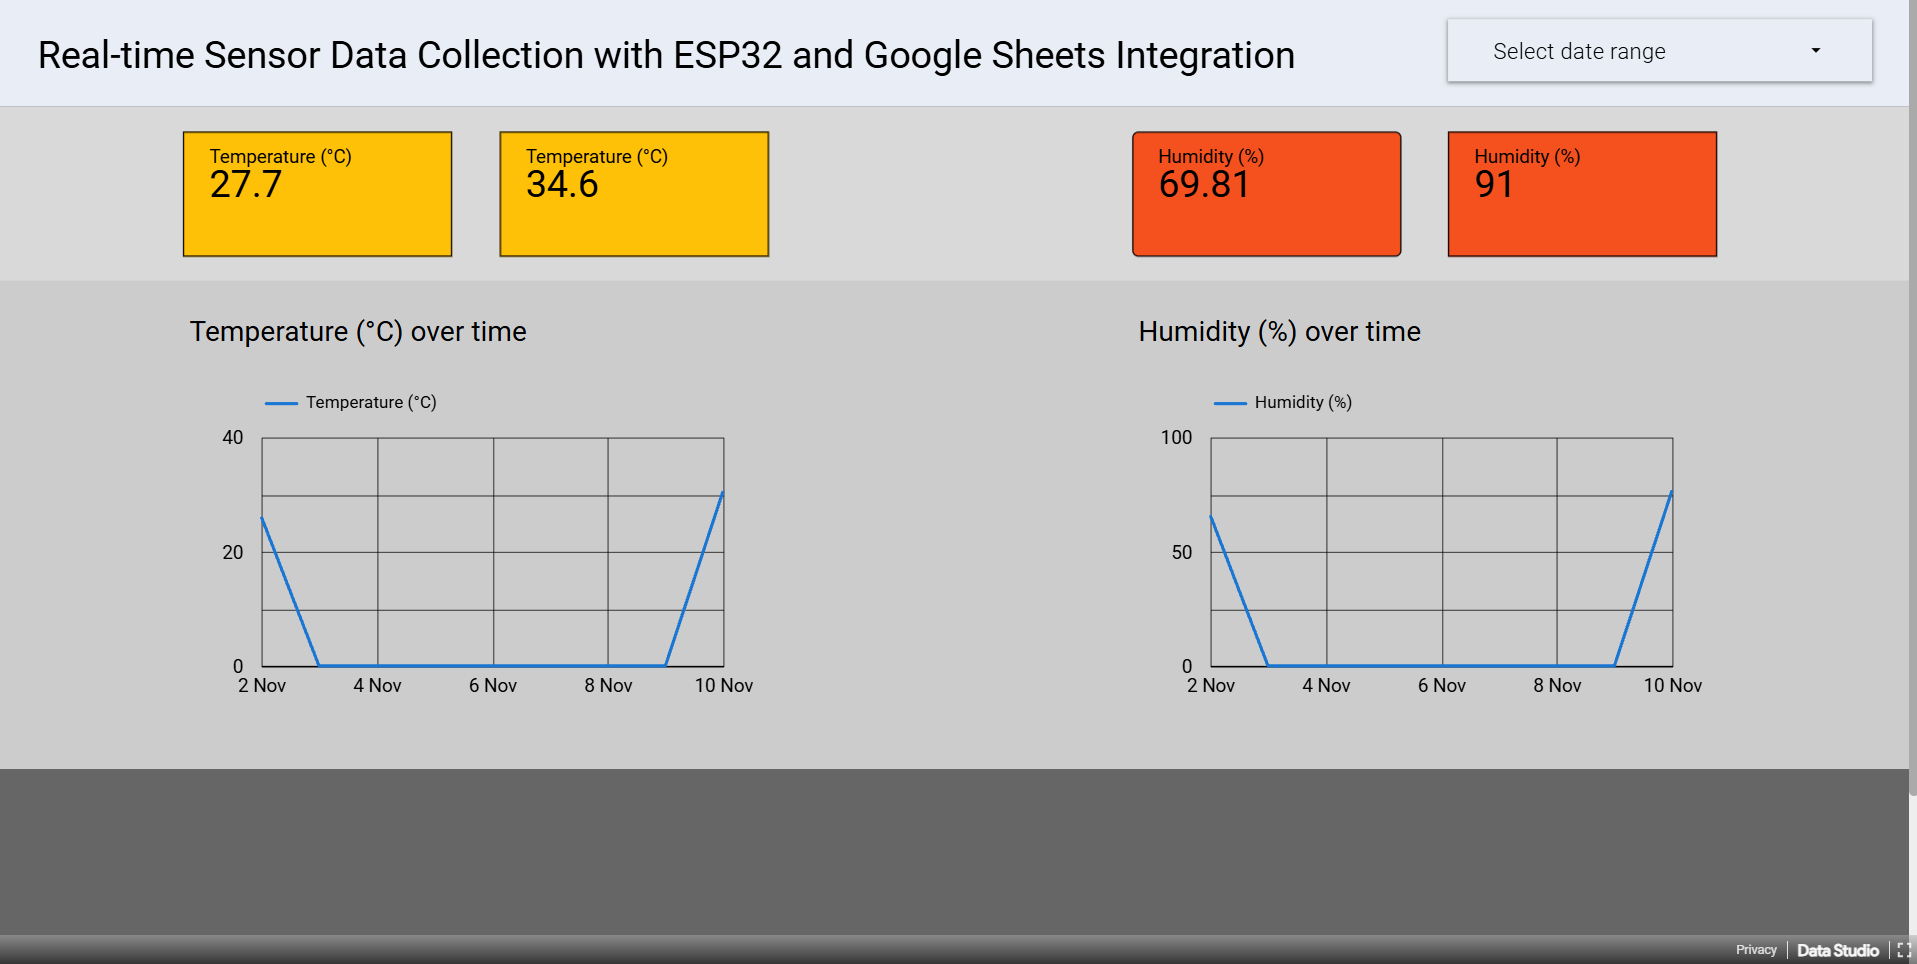 Real-time Sensor Data Collection with ESP32 and Google Sheets Integration
Select date range
Temperature (°C)
27.7
Temperature (°C)
34.6
Humidity (%)
69.81
Humidity (%)
91
Temperature (°C) over time
Temperature (°C)
40
20
0
2 Nov 4 Nov 6 Nov 8 Nov 10 Nov
Humidity (%) over time
Humidity (%)
100
50
0
2 Nov 4 Nov 6 Nov 8 Nov 10 Nov
Privacy
Data Studio